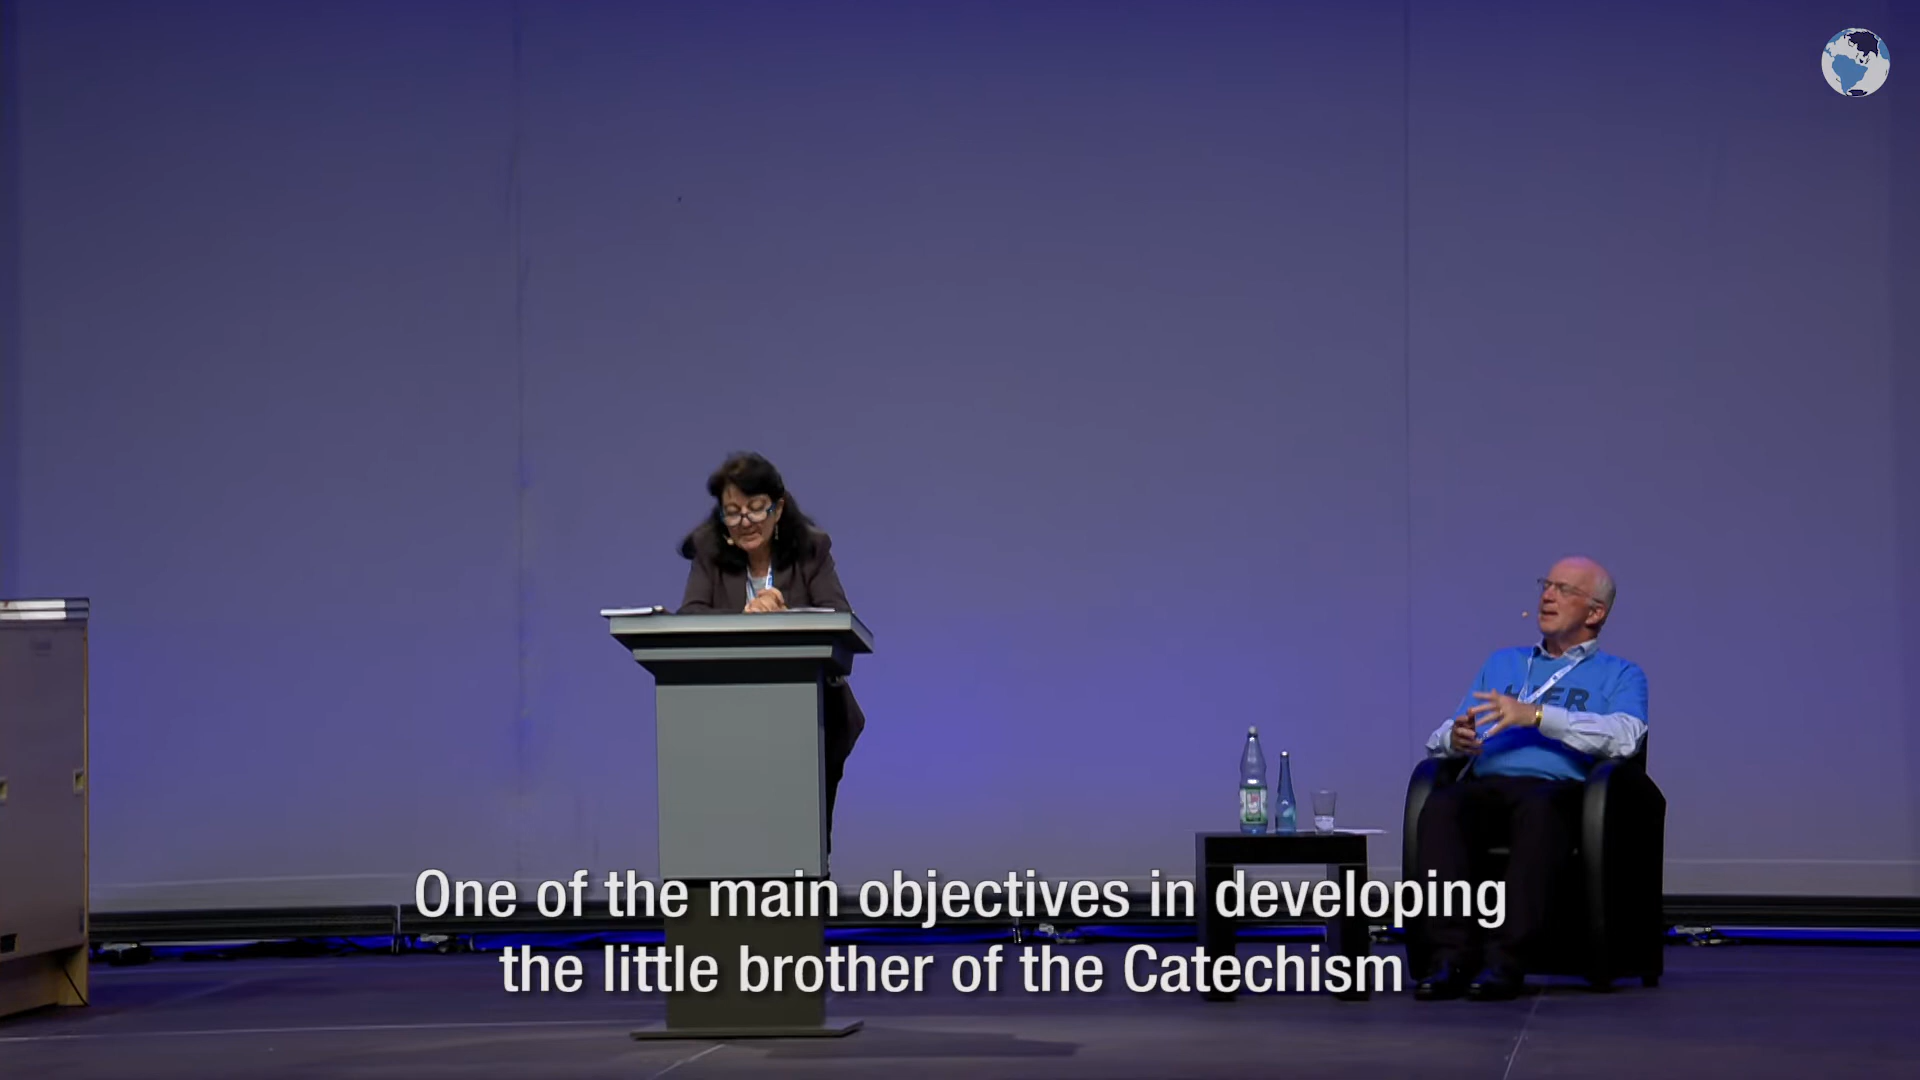 One of the main objectives in developing
the little brother of the Catechism